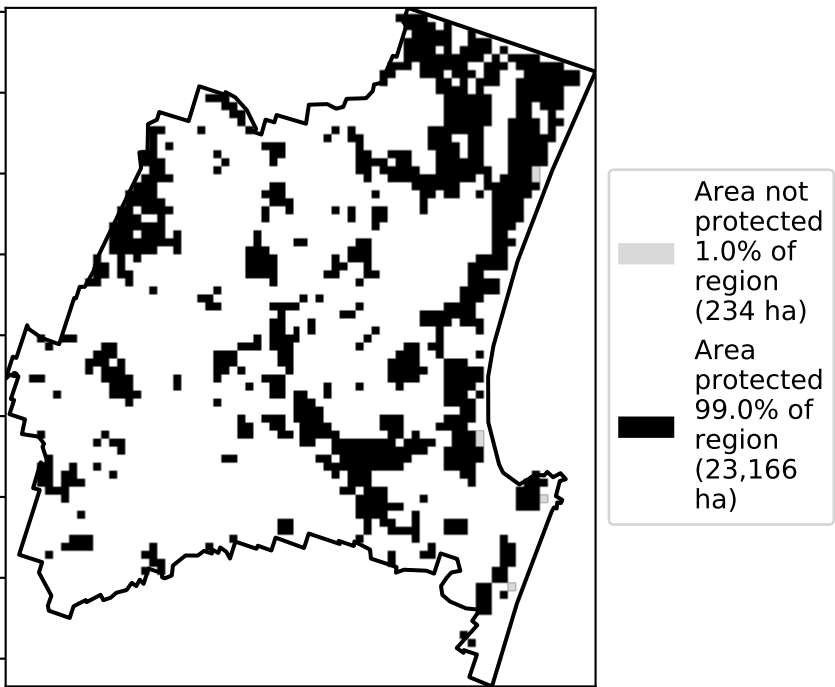 Area not
protected
1.0% of
region
(234 ha)
Area
protected
99.0% of
region
(23,166
ha)